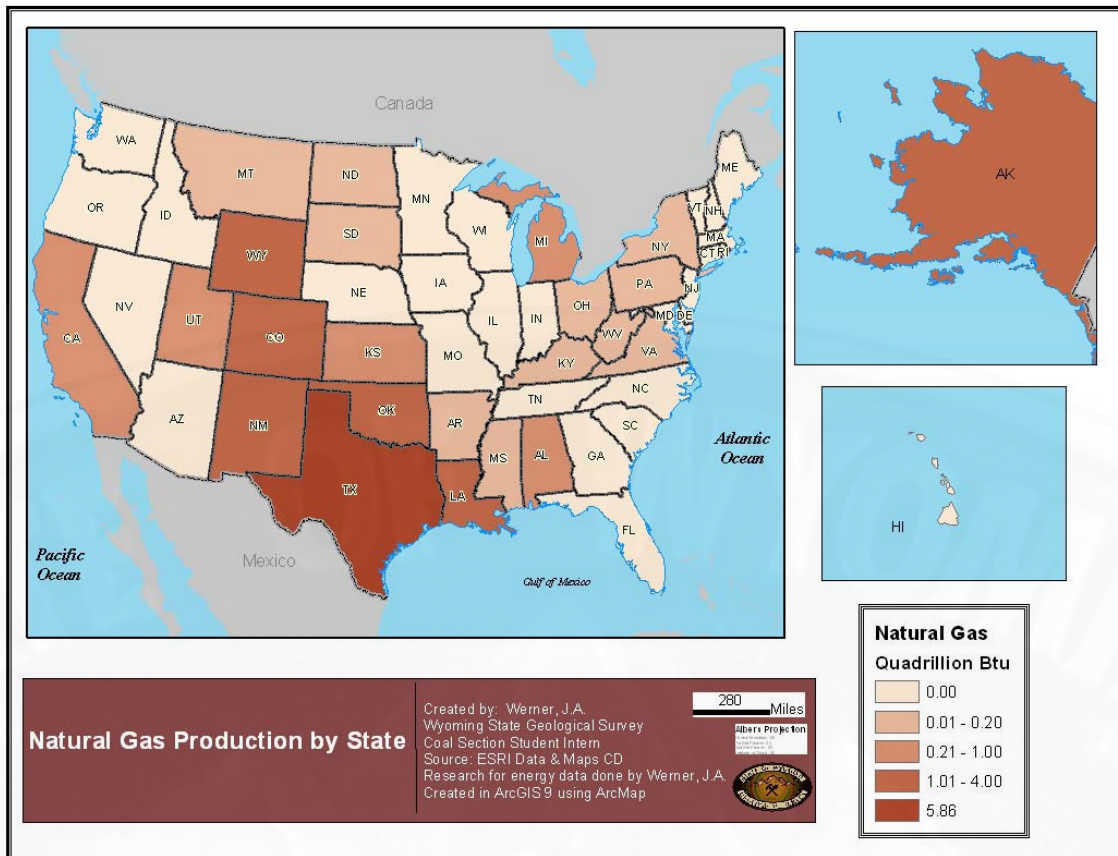 Canada
WA
MT
ND
MN
ME
OR
ID
SD
WI
MI
VT
NH
NY
MA
CT
RI
WY
NE
IA
PA
NJ
NV
UT
CO
IL
IN
OH
MD
DE
CA
KS
MO
WV
VA
KY
AZ
NM
OK
AR
TN
NC
SC
TX
LA
MS
AL
GA
FL
Atlantic
Ocean
Pacific
Ocean
Mexico
Gulf of Mexico
AK
HI
Natural Gas
Quadrillion Btu
0.00
0.01 - 0.20
0.21 - 1.00
1.01 - 4.00
5.86
Natural Gas Production by State
Created by: Werner, J.A.
Wyoming State Geological Survey
Coal Section Student Intern
Source: ESRI Data & Maps CD
Research for energy data done by Werner, J.A.
Created in ArcGIS 9 using ArcMap
280
Miles
Albers Projection